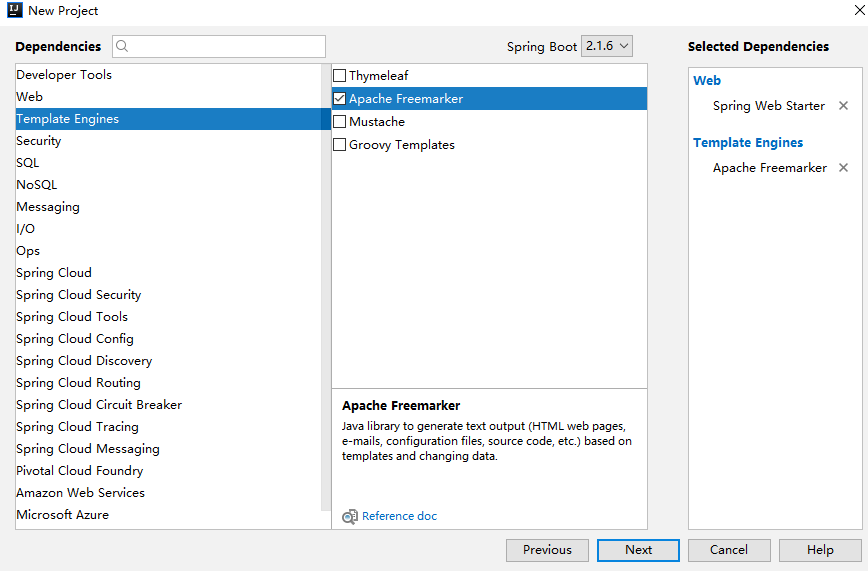 New Project
Dependencies
Spring Boot 2.1.6
Selected Dependencies
Developer Tools
Web
Template Engines
Security
SQL
NoSQL
Messaging
I/O
Ops
Spring Cloud
Spring Cloud Security
Spring Cloud Tools
Spring Cloud Config
Spring Cloud Discovery
Spring Cloud Routing
Spring Cloud Circuit Breaker
Spring Cloud Tracing
Spring Cloud Messaging
Pivotal Cloud Foundry
Amazon Web Services
Microsoft Azure
Thymeleaf
Apache Freemarker
Mustache
Groovy Templates
Apache Freemarker
Java library to generate text output (HTML web pages,
e-mails, configuration files, source code, etc.) based on
templates and changing data.
Reference doc
Web
Spring Web Starter
Template Engines
Apache Freemarker
Previous
Next
Cancel
Help